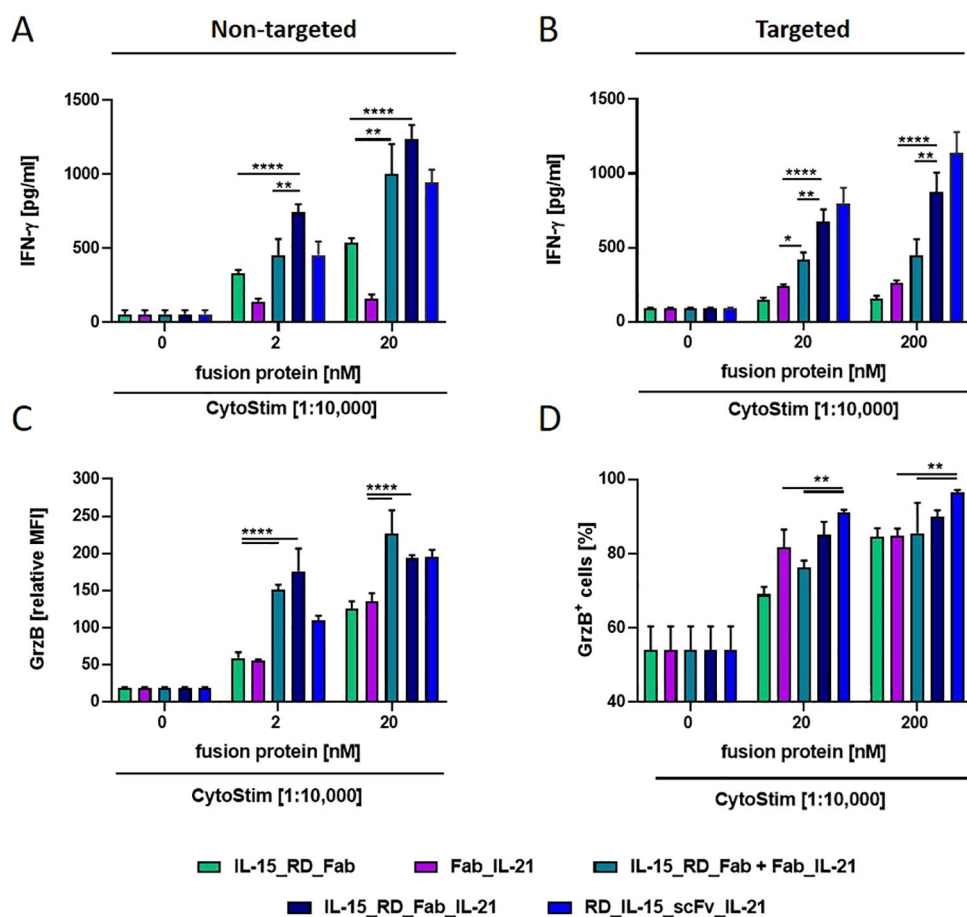 A
Non-targeted
B
Targeted
IFN-γ [pg/ml]
1500
1000
500
0
****
**
****
**
0
2
20
fusion protein [nM]
CytoStim [1:10,000]
IFN-γ [pg/ml]
1500
1000
500
0
*
****
**
****
**
0
20
200
fusion protein [nM]
CytoStim [1:10,000]
C
GrzB [relative MFI]
300
250
200
150
100
50
0
****
****
0
2
20
fusion protein [nM]
CytoStim [1:10,000]
D
GrzB+ cells [%]
100
80
60
40
**
**
0
20
200
fusion protein [nM]
CytoStim [1:10,000]
IL-15_RD_Fab
Fab_IL-21
IL-15_RD_Fab + Fab_IL-21
IL-15_RD_Fab_IL-21
RD_IL-15_scFv_IL-21